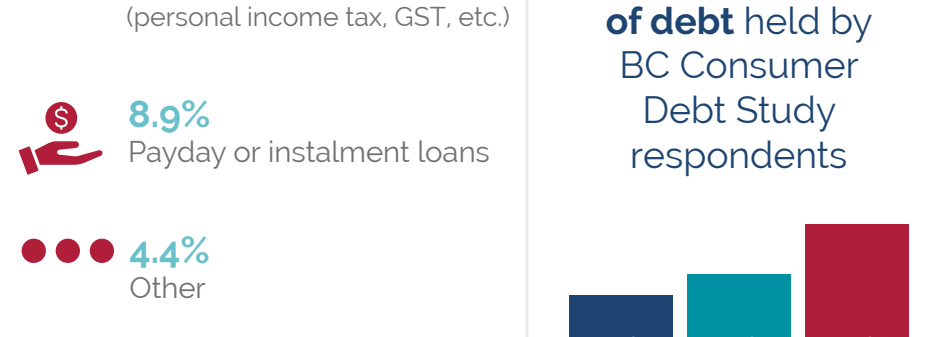 (personal income tax, GST, etc.)
$
8.9%
Payday or instalment loans
4.4%
Other
of debt held by
BC Consumer
Debt Study
respondents